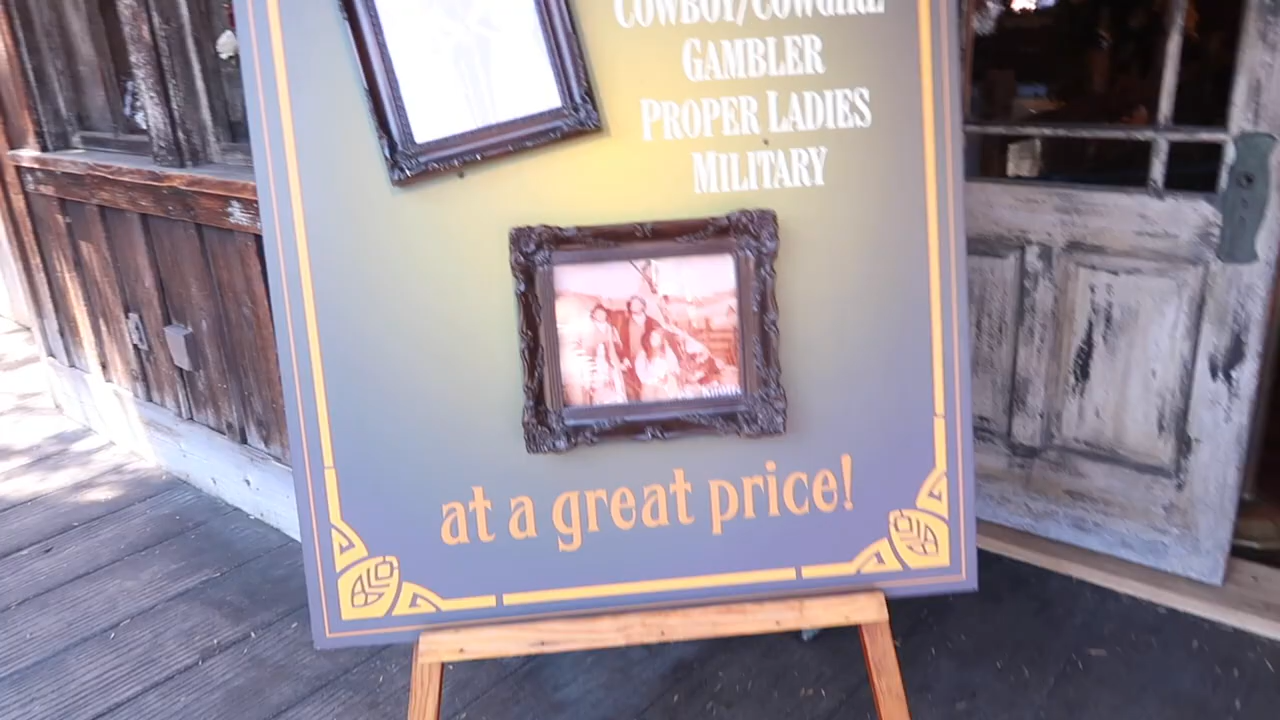 COWBOY/COWGIRL
GAMBLER
PROPER LADIES
MILITARY
at a great price!